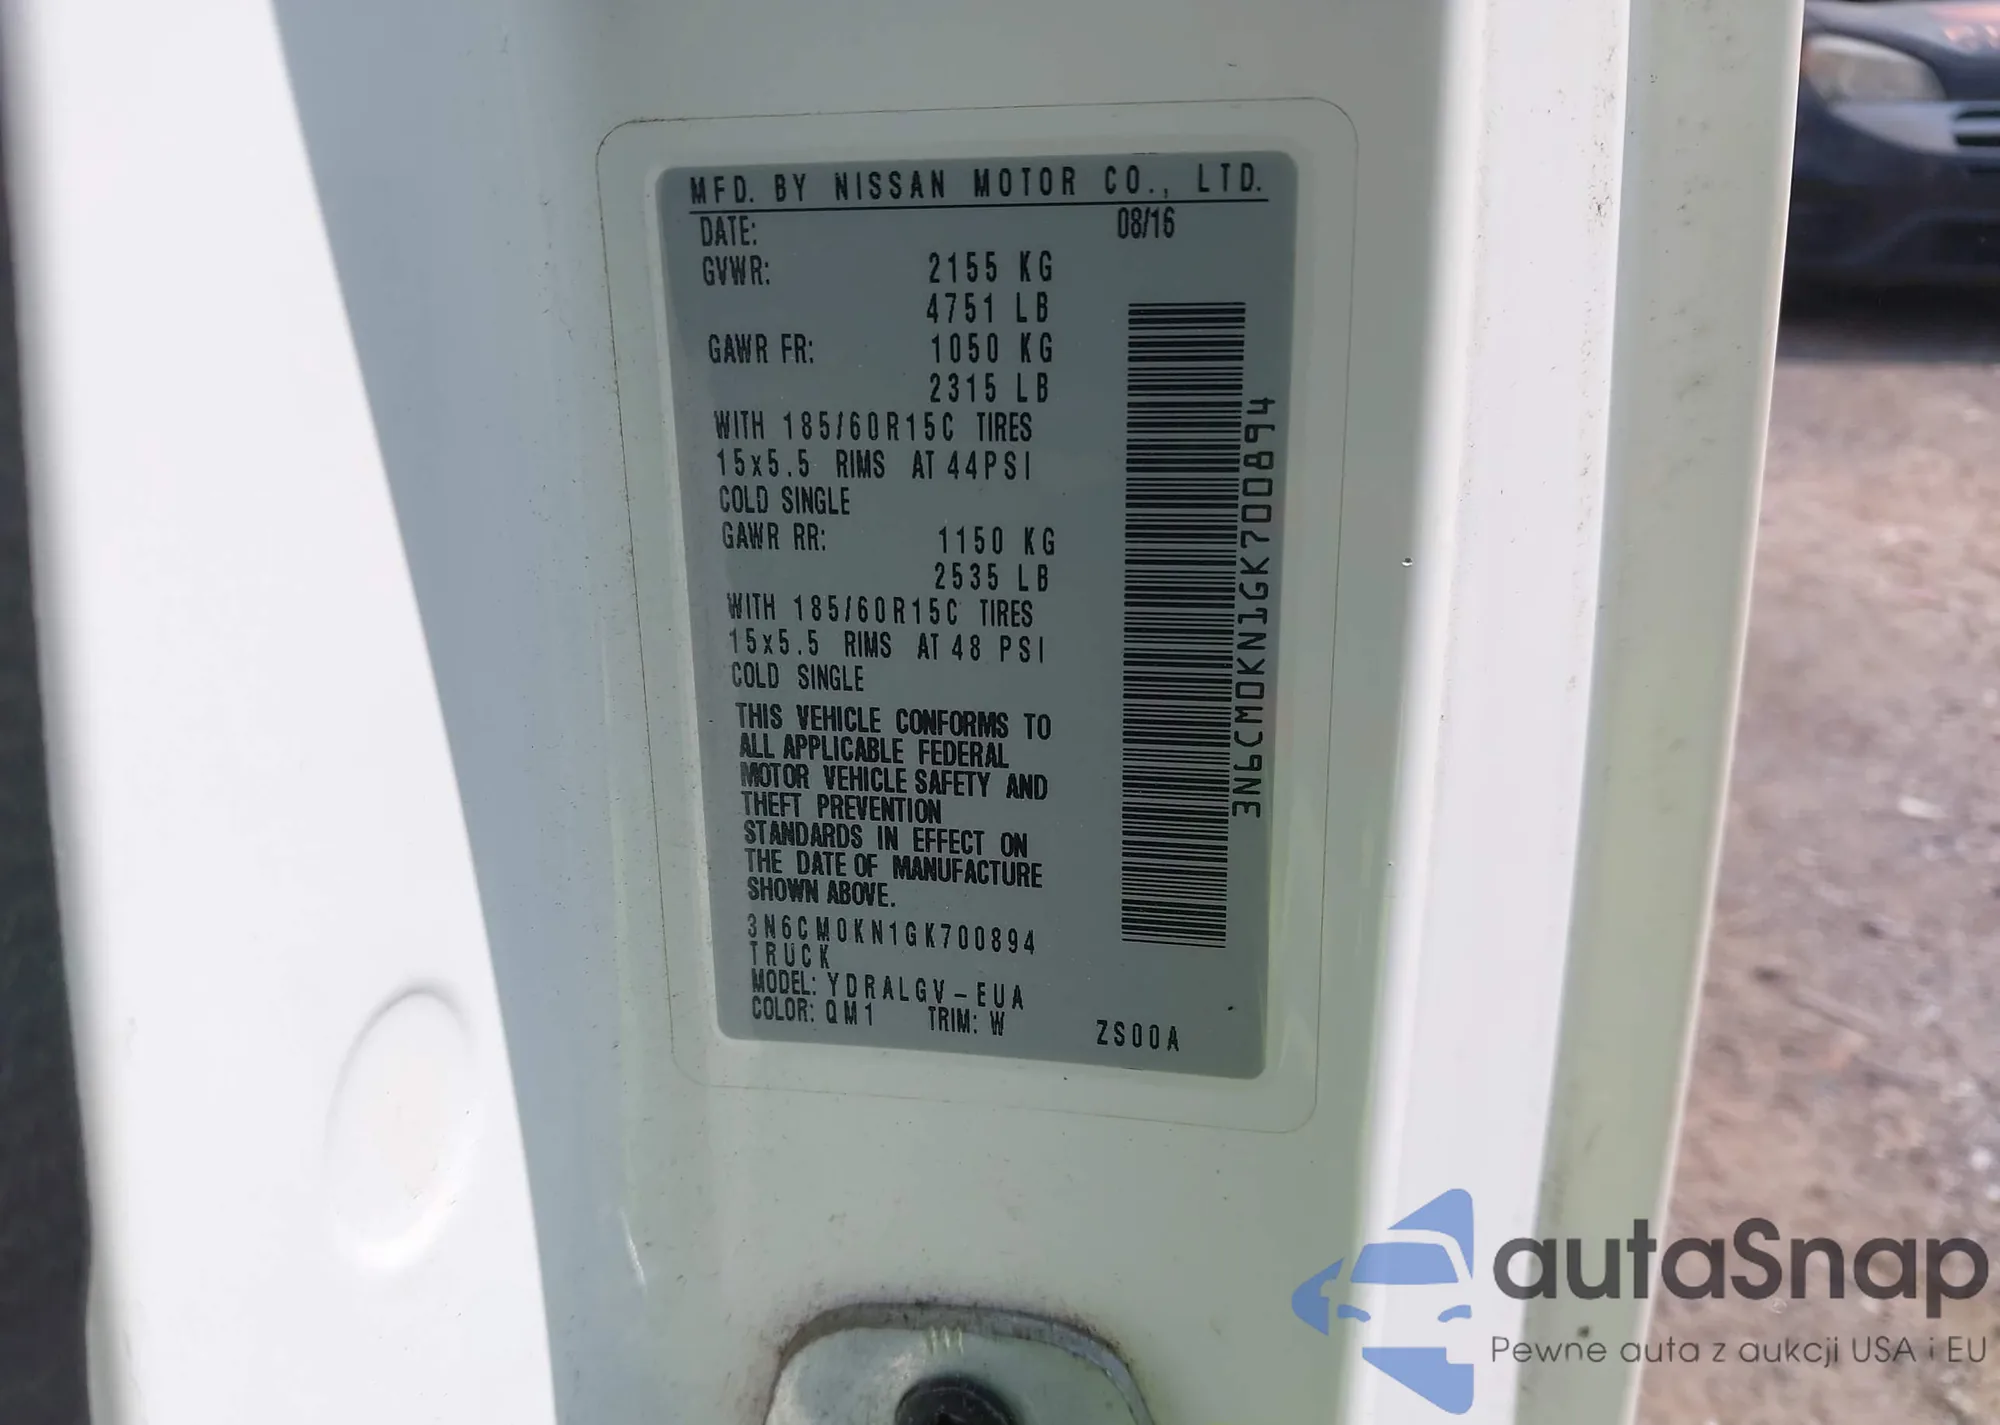 MFD. BY NISSAN MOTOR CO., LTD.
DATE: 08/16
GVWR: 2155 KG
4751 LB
GAWR FR: 1050 KG
2315 LB
WITH 185/60R15C TIRES
15x5.5 RIMS AT 44PSI
COLD SINGLE
GAWR RR: 1150 KG
2535 LB
WITH 185/60R15C TIRES
15x5.5 RIMS AT 48 PSI
COLD SINGLE
THIS VEHICLE CONFORMS TO
ALL APPLICABLE FEDERAL
MOTOR VEHICLE SAFETY AND
THEFT PREVENTION
STANDARDS IN EFFECT ON
THE DATE OF MANUFACTURE
SHOWN ABOVE.
3N6CM0KN1GK700894
TRUCK
MODEL: YDRALGV-EUA
COLOR: QM1 TRIM: W ZS00A
3N6CM0KN1GK700894
autaSnap
Pewne auta z aukcji USA i EU